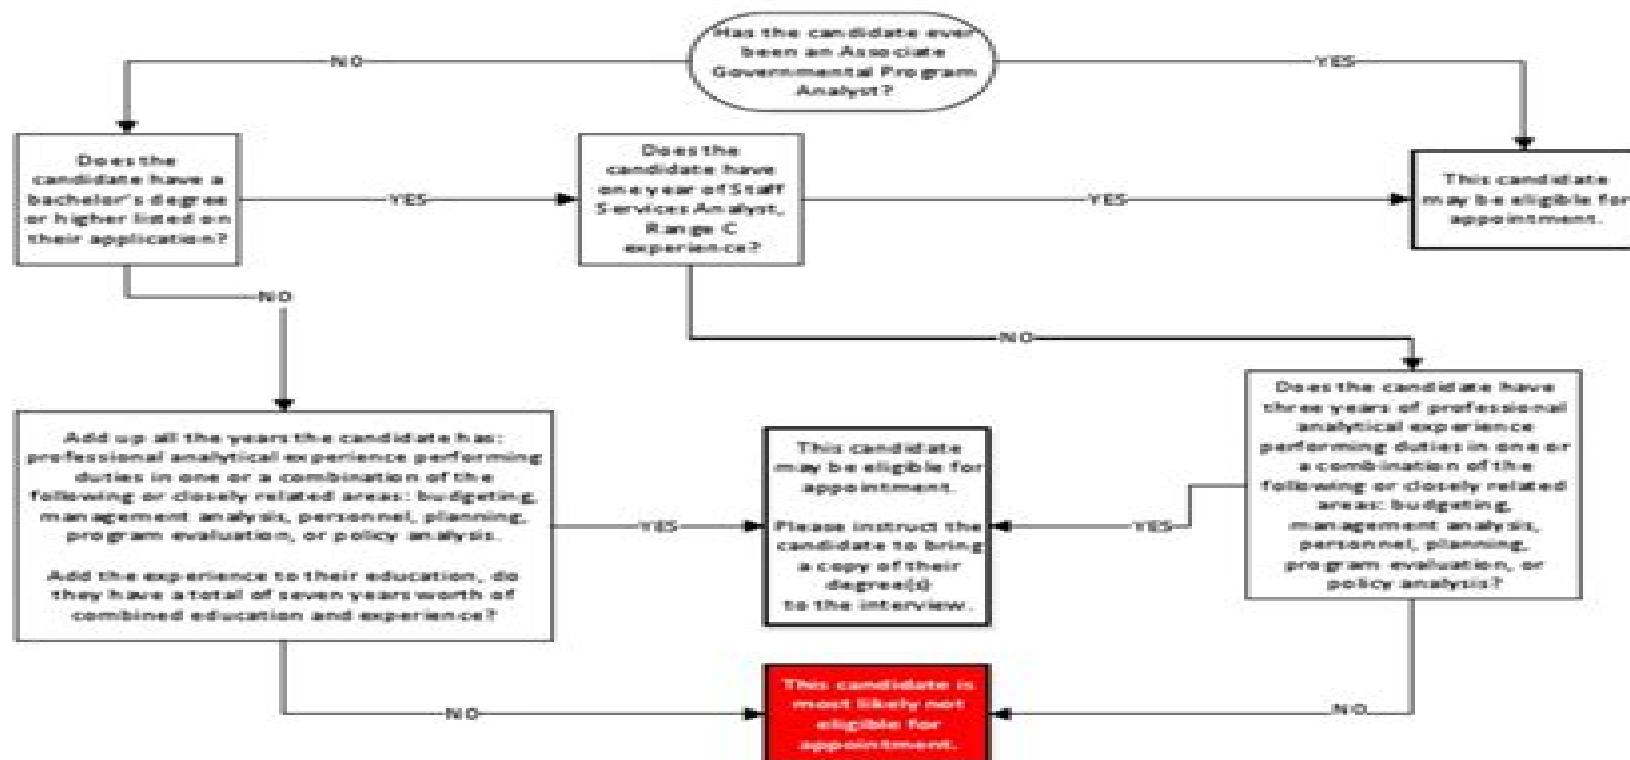 Has the candidate ever
been an Associate
Governmental Program
Analyst?
NO
YES
Does the
candidate have a
bachelor's degree
or higher listed on
their application?
YES
Does the
candidate have
one year of Staff
Services Analyst,
Range C
experience?
YES
This candidate
may be eligible for
appointment.
NO
NO
Add up all the years the candidate has:
professional analytical experience performing
duties in one or a combination of the
following or closely related areas: budgeting,
management analysis, personnel, planning,
program evaluation, or policy analysis.
Add the experience to their education, do
they have a total of seven years worth of
combined education and experience?
YES
This candidate
may be eligible for
appointment.
Please instruct the
candidate to bring
a copy of their
degree(s)
to the interview.
YES
Does the candidate have
three years of professional
analytical experience
performing duties in one or
a combination of the
following or closely related
areas: budgeting,
management analysis,
personnel, planning,
program evaluation, or
policy analysis?
NO
This candidate is
most likely not
eligible for
appointment.
NO